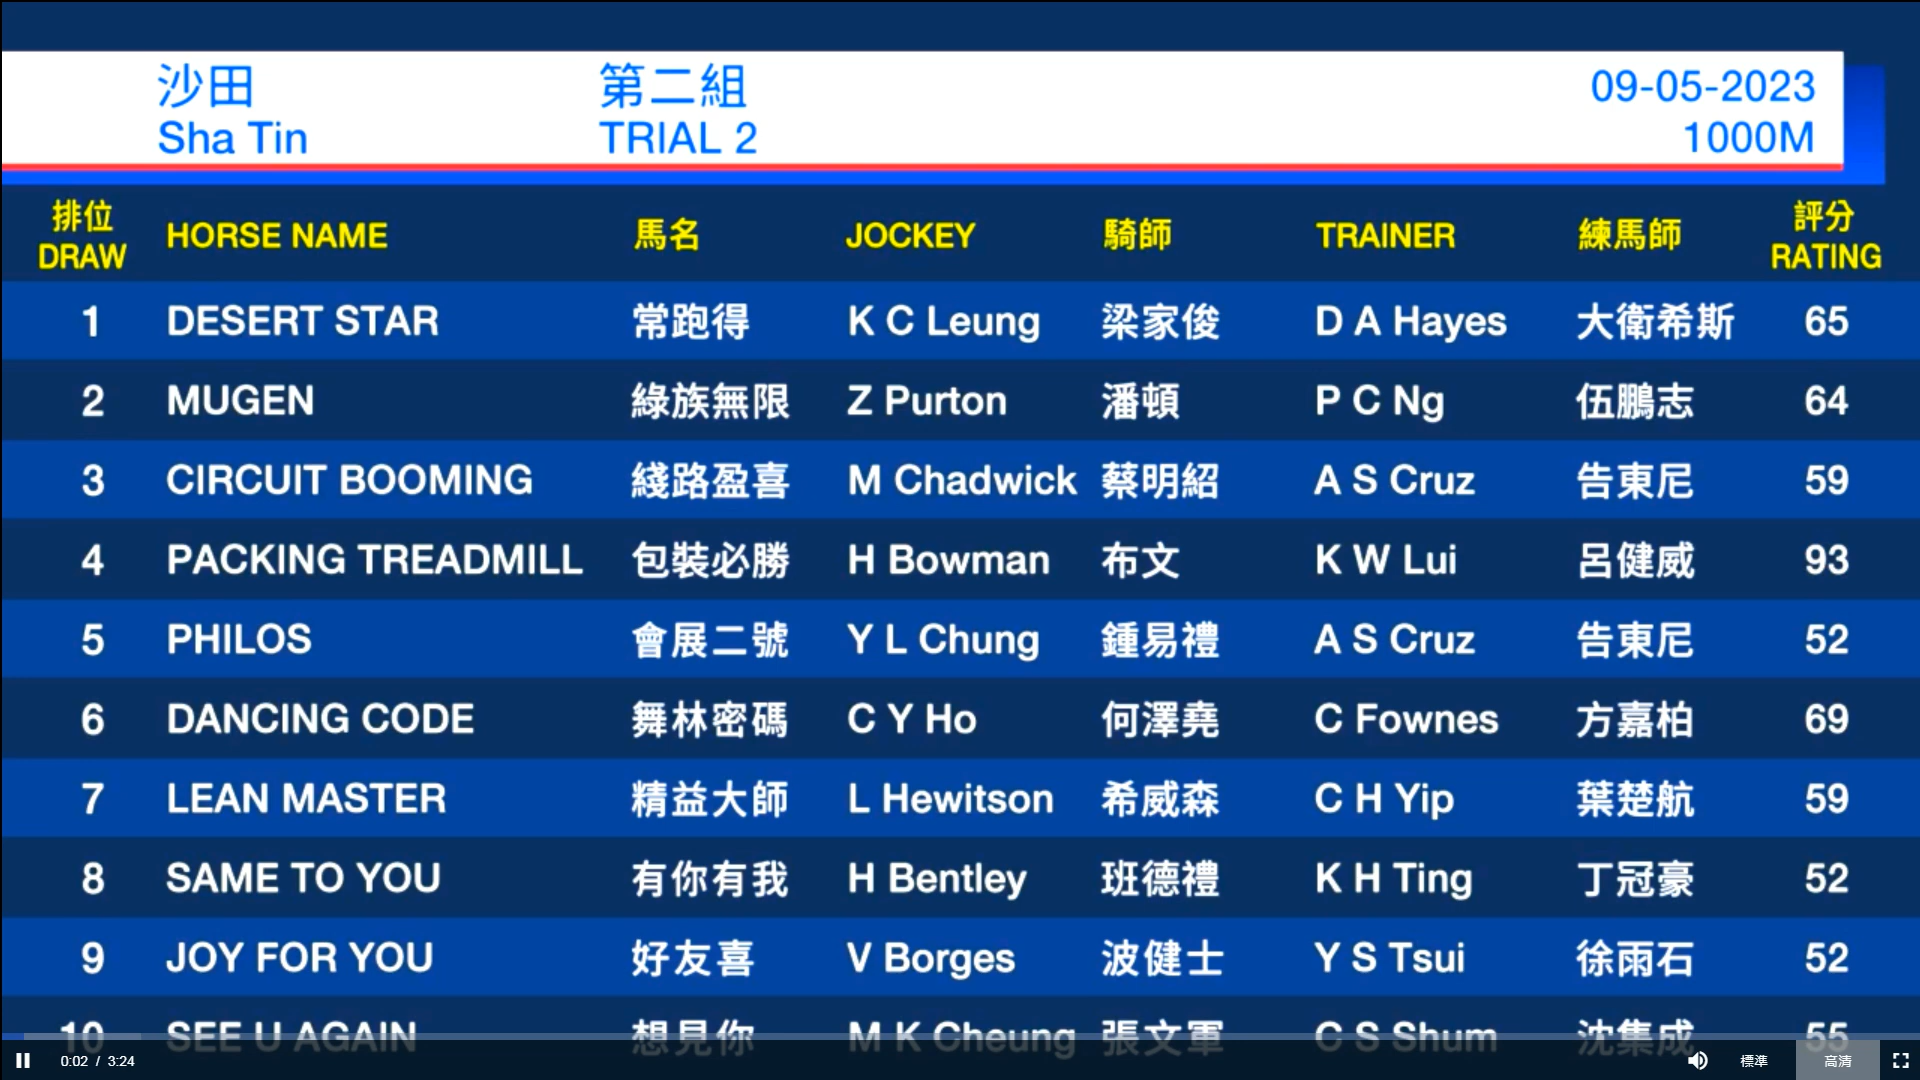 沙田 第二組 09-05-2023
Sha Tin TRIAL 2 1000M
排位 評分
DRAW HORSE NAME 馬名 JOCKEY 騎師 TRAINER 練馬師 RATING
1 DESERT STAR 常跑得 K C Leung 梁家俊 D A Hayes 大衛希斯 65
2 MUGEN 綠族無限 Z Purton 潘頓 P C Ng 伍鵬志 64
3 CIRCUIT BOOMING 綫路盈喜 M Chadwick 蔡明紹 A S Cruz 告東尼 59
4 PACKING TREADMILL 包裝必勝 H Bowman 布文 K W Lui 呂健威 93
5 PHILOS 會展二號 Y L Chung 鍾易禮 A S Cruz 告東尼 52
6 DANCING CODE 舞林密碼 C Y Ho 何澤堯 C Fownes 方嘉柏 69
7 LEAN MASTER 精益大師 L Hewitson 希威森 C H Yip 葉楚航 59
8 SAME TO YOU 有你有我 H Bentley 班德禮 K H Ting 丁冠豪 52
9 JOY FOR YOU 好友喜 V Borges 波健士 Y S Tsui 徐雨石 52
10 SEE U AGAIN 想見你 M K Cheung 張文軍 C S Shum 沈集成 55
0:02 / 3:24 標準 高清